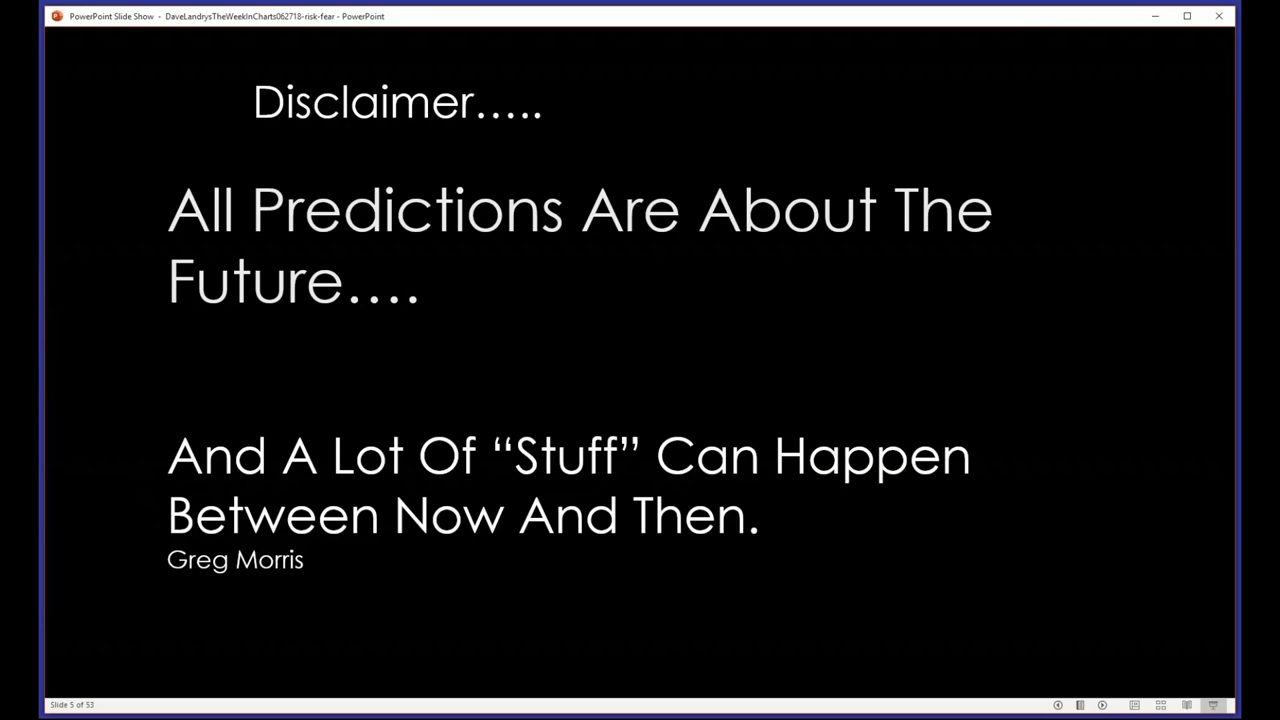 PowerPoint Slide Show - DaveLandrysTheWeekInCharts062718-risk-fear - PowerPoint
Disclaimer.....
All Predictions Are About The
Future....
And A Lot Of “Stuff” Can Happen
Between Now And Then.
Greg Morris
Slide 5 of 53